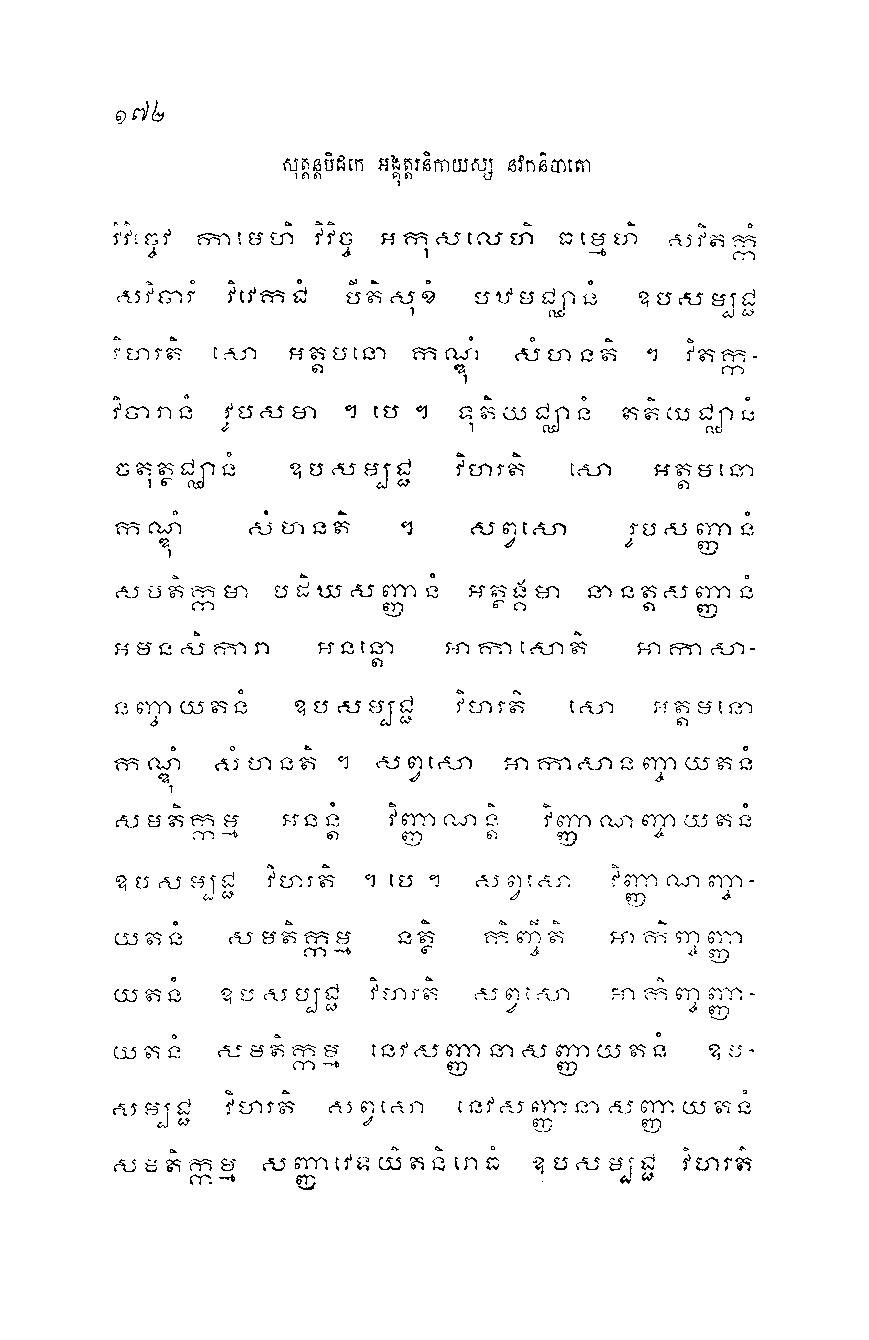 ១៧២
សុត្តន្តបិដកេ អង្គុត្តរនិកាយស្ស នវកនិបាតោ
វិវិច្ចេវ កាមេហិ វិវិច្ច អកុសលេហិ ធម្មេហិ សវិតក្កំ
សវិចារំ វិវេកជំ បីតិសុខំ បឋមជ្ឈានំ ឧបសម្បជ្ជ
វិហរតិ សោ អត្តមនោ កណ្ឌុំ សំហនតិ ។ វិតក្ក-
វិចារានំ វូបសមា ។ បេ ។ ទុតិយជ្ឈានំ តតិយជ្ឈានំ
ចតុត្ថជ្ឈានំ ឧបសម្បជ្ជ វិហរតិ សោ អត្តមនោ
កណ្ឌុំ សំហនតិ ។ សព្វសោ រូបសញ្ញានំ
សមតិក្កមា បដិឃសញ្ញានំ អត្ថង្គមា នានត្តសញ្ញានំ
អមនសិការា អនន្តោ អាកាសោតិ អាកាសា-
នញ្ចាយតនំ ឧបសម្បជ្ជ វិហរតិ សោ អត្តមនោ
កណ្ឌុំ សំហនតិ ។ សព្វសោ អាកាសានញ្ចាយតនំ
សមតិក្កម្ម អនន្តំ វិញ្ញាណន្តិ វិញ្ញាណញ្ចាយតនំ
ឧបសម្បជ្ជ វិហរតិ ។ បេ ។ សព្វសោ វិញ្ញាណញ្ចា-
យតនំ សមតិក្កម្ម នត្ថិ កិញ្ចីតិ អាកិញ្ចញ្ញា
យតនំ ឧបសម្បជ្ជ វិហរតិ សព្វសោ អាកិញ្ចញ្ញា-
យតនំ សមតិក្កម្ម នេវសញ្ញានាសញ្ញាយតនំ ឧប-
សម្បជ្ជ វិហរតិ សព្វសោ នេវសញ្ញានាសញ្ញាយតនំ
សមតិក្កម្ម សញ្ញាវេទយិតនិរោធំ ឧបសម្បជ្ជ វិហរតិ